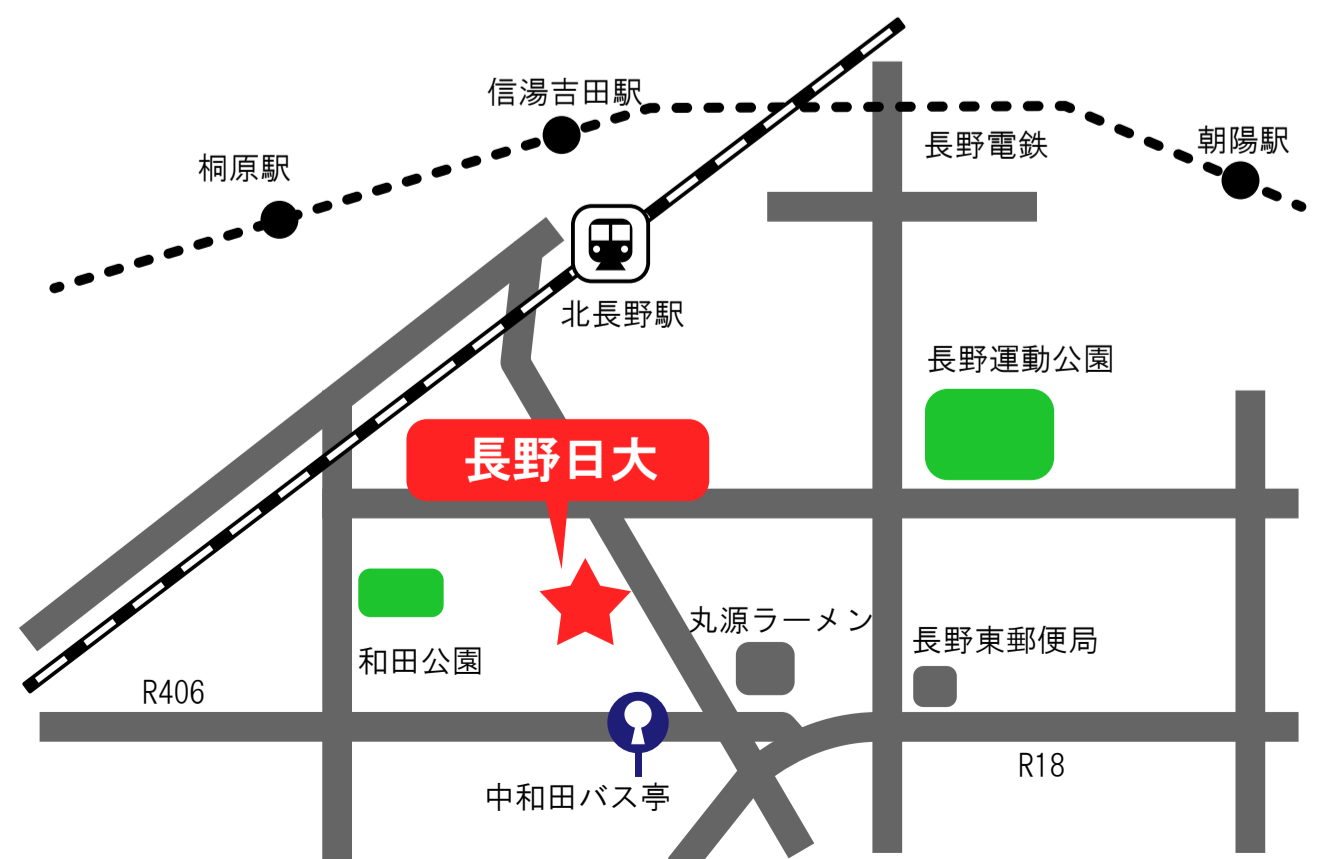 信湯吉田駅
桐原駅
長野電鉄
朝陽駅
北長野駅
長野運動公園
長野日大
丸源ラーメン
長野東郵便局
和田公園
R406
R18
中和田バス亭